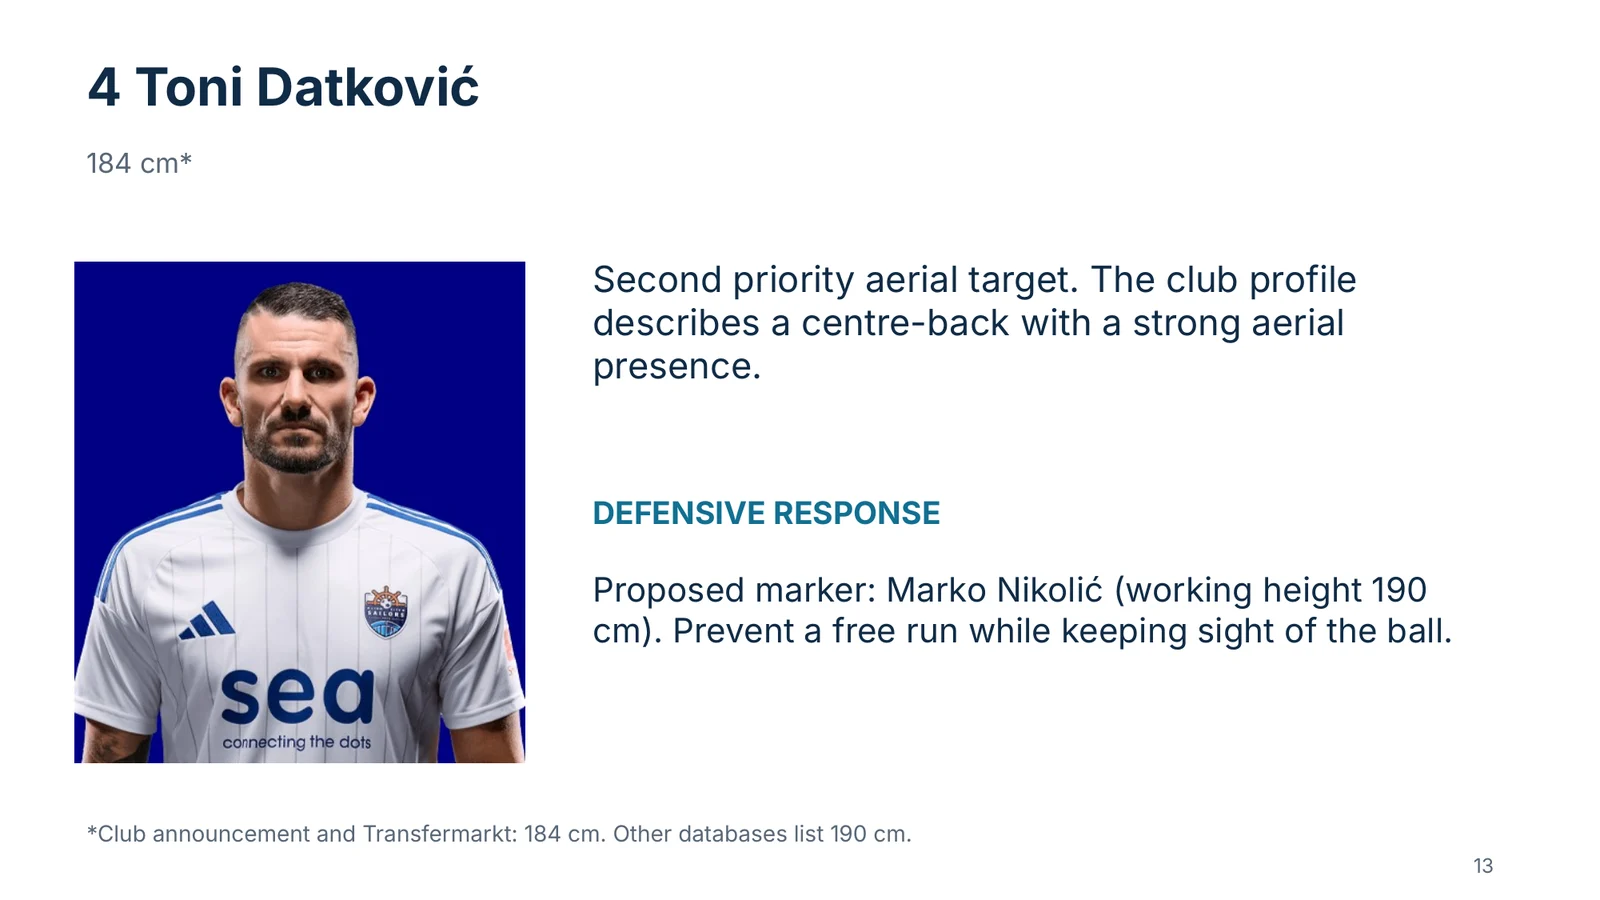 4 Toni Datković
184 cm*
Second priority aerial target. The club profile
describes a centre-back with a strong aerial
presence.
DEFENSIVE RESPONSE
Proposed marker: Marko Nikolić (working height 190
cm). Prevent a free run while keeping sight of the ball.
SAILORS
sea
connecting the dots
*Club announcement and Transfermarkt: 184 cm. Other databases list 190 cm.
13